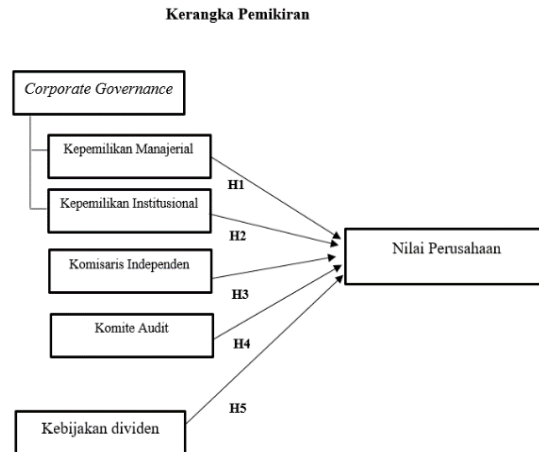 Kerangka Pemikiran
Corporate Governance
Kepemilikan Manajerial
H1
Kepemilikan Institusional
H2
Nilai Perusahaan
Komisaris Independen
H3
Komite Audit
H4
H5
Kebijakan dividen